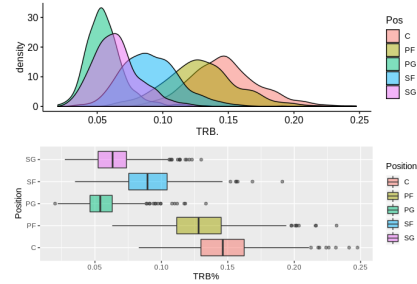 30
20
10
0
density
0.05
0.10
0.15
0.20
0.25
TRB.
Pos
C
PF
PG
SF
SG
SG
SF
PG
PF
C
Position
0.05
0.10
0.15
0.20
0.25
TRB%
Position
C
PF
PG
SF
SG